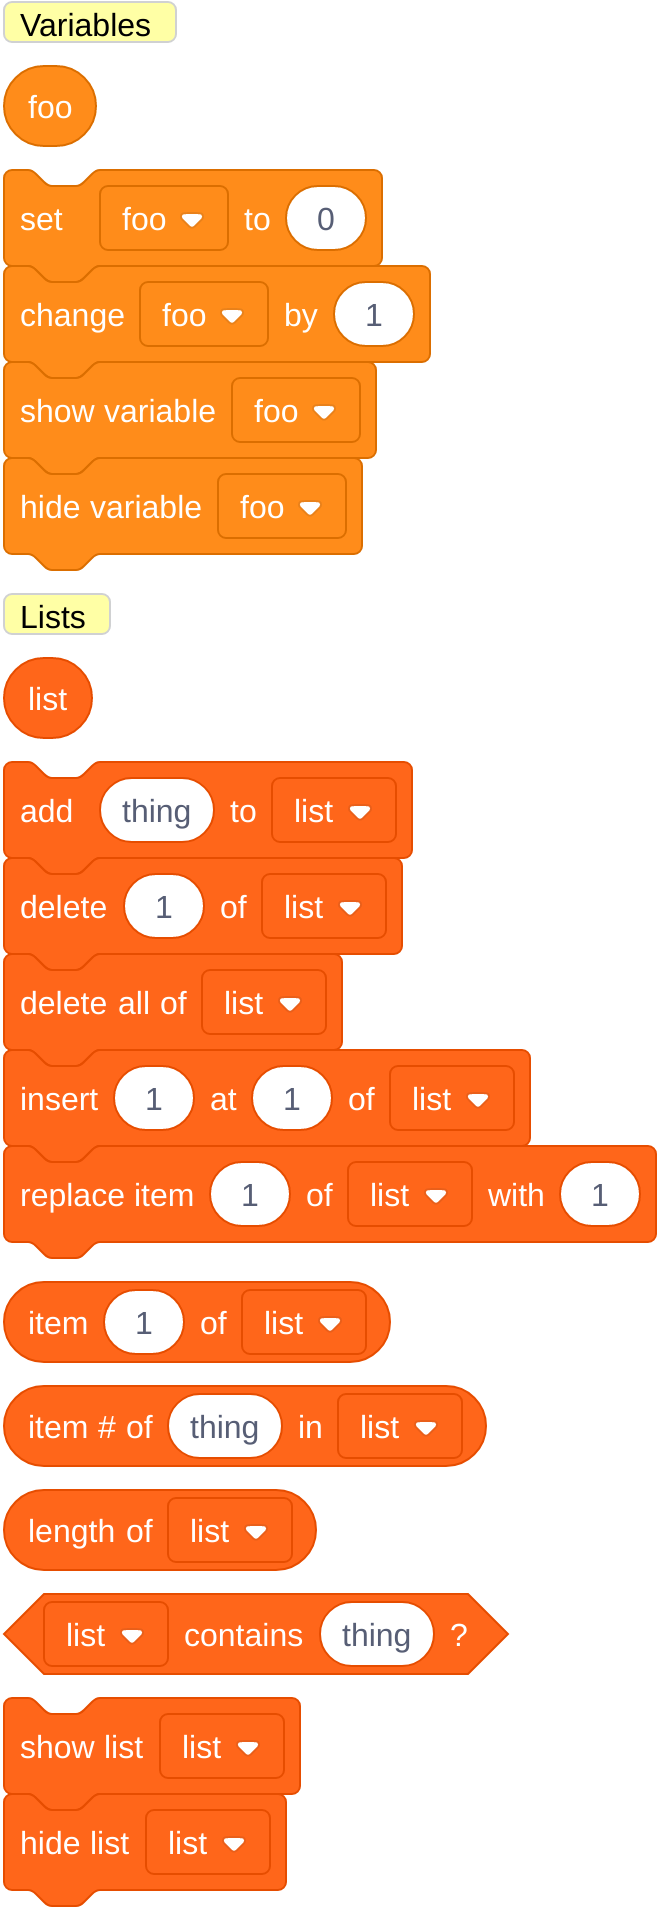 Variables
foo
set foo to 0
change foo by 1
show variable foo
hide variable foo
Lists
list
add thing to list
delete 1 of list
delete all of list
insert 1 at 1 of list
replace item 1 of list with 1
item 1 of list
item # of thing in list
length of list
list contains thing ?
show list list
hide list list